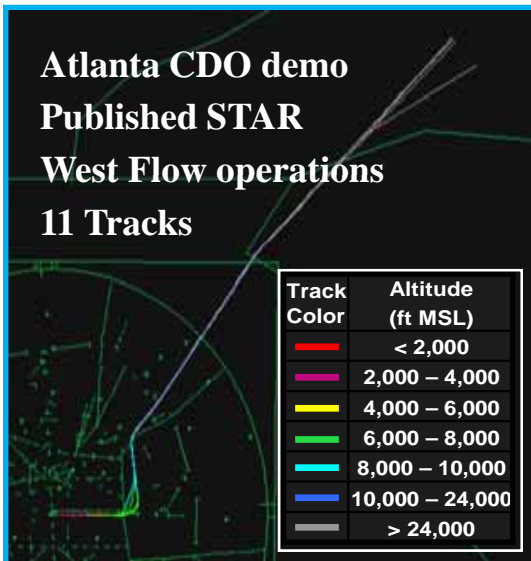 Atlanta CDO demo
Published STAR
West Flow operations
11 Tracks
Track Color Altitude (ft MSL)
< 2,000
2,000 – 4,000
4,000 – 6,000
6,000 – 8,000
8,000 – 10,000
10,000 – 24,000
> 24,000